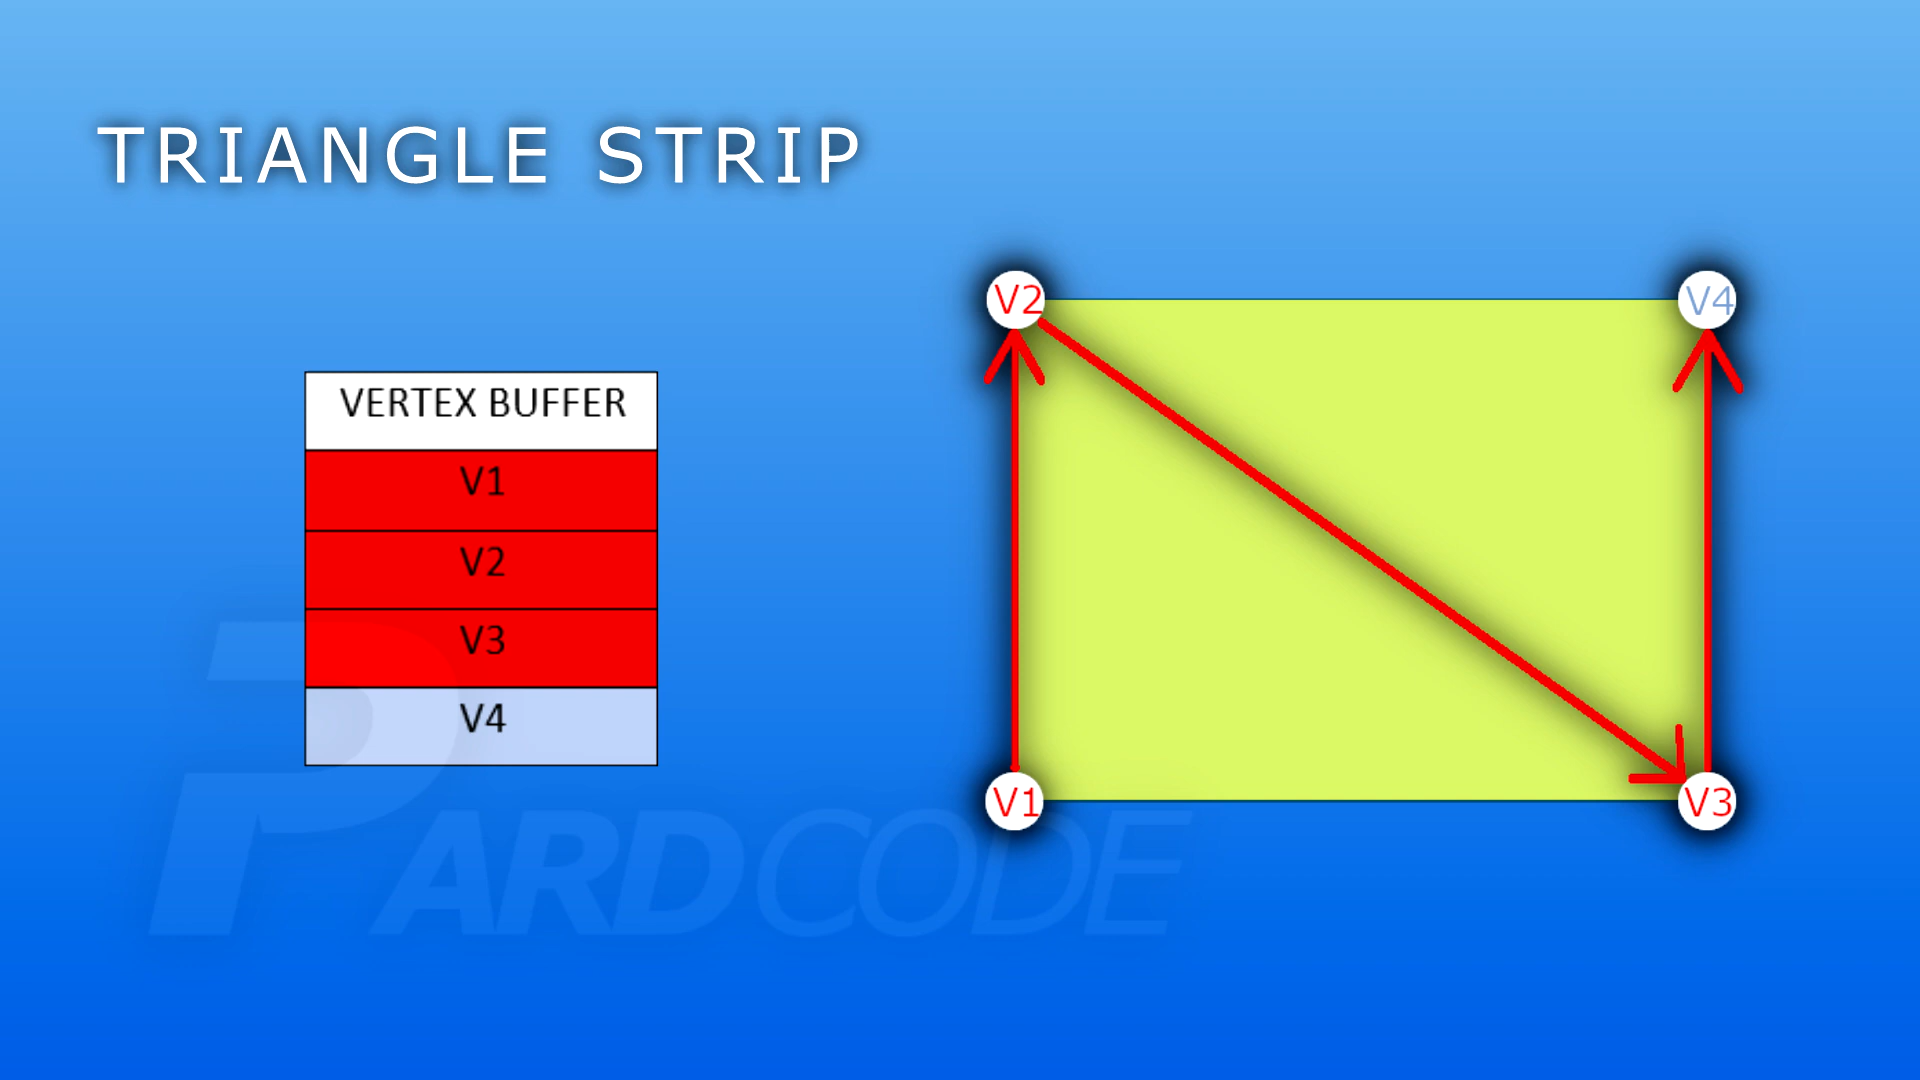 TRIANGLE STRIP
VERTEX BUFFER
V1
V2
V3
V4
V2
V4
V1
V3
PARDCODE